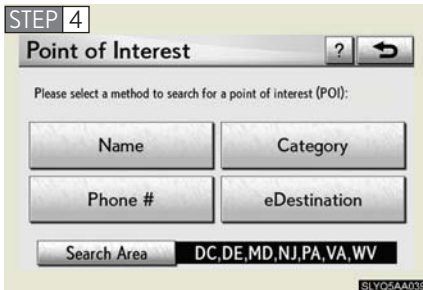 STEP 4
Point of Interest ?
Please select a method to search for a point of interest (POI):
Name Category
Phone # eDestination
Search Area DC,DE,MD,NJ,PA,VA,WV
SLYO5AA039